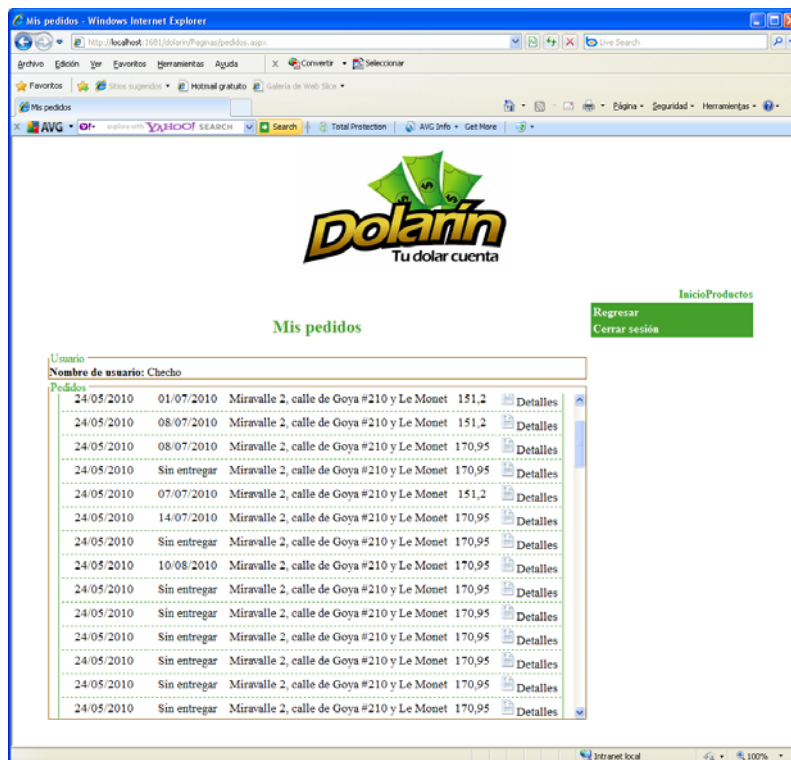 Mis pedidos - Windows Internet Explorer
http://localhost:1681/dolarin/Paginas/pedidos.aspx
Live Search
Archivo Edición Ver Favoritos Herramientas Ayuda X Convertir Seleccionar
Favoritos Sitios sugeridos Hotmail gratuito Galería de Web Slice
Mis pedidos Página Seguridad Herramientas
X AVG Y! explore with YAHOO! SEARCH Search Total Protection AVG Info Get More
Dolarín
Tu dolar cuenta
InicioProductos
Regresar
Cerrar sesión
Mis pedidos
Usuario
Nombre de usuario: Checho
Pedidos
24/05/2010 01/07/2010 Miravalle 2, calle de Goya #210 y Le Monet 151,2 Detalles
24/05/2010 08/07/2010 Miravalle 2, calle de Goya #210 y Le Monet 151,2 Detalles
24/05/2010 08/07/2010 Miravalle 2, calle de Goya #210 y Le Monet 170,95 Detalles
24/05/2010 Sin entregar Miravalle 2, calle de Goya #210 y Le Monet 170,95 Detalles
24/05/2010 07/07/2010 Miravalle 2, calle de Goya #210 y Le Monet 151,2 Detalles
24/05/2010 14/07/2010 Miravalle 2, calle de Goya #210 y Le Monet 170,95 Detalles
24/05/2010 Sin entregar Miravalle 2, calle de Goya #210 y Le Monet 170,95 Detalles
24/05/2010 10/08/2010 Miravalle 2, calle de Goya #210 y Le Monet 170,95 Detalles
24/05/2010 Sin entregar Miravalle 2, calle de Goya #210 y Le Monet 170,95 Detalles
24/05/2010 Sin entregar Miravalle 2, calle de Goya #210 y Le Monet 170,95 Detalles
24/05/2010 Sin entregar Miravalle 2, calle de Goya #210 y Le Monet 170,95 Detalles
24/05/2010 Sin entregar Miravalle 2, calle de Goya #210 y Le Monet 170,95 Detalles
24/05/2010 Sin entregar Miravalle 2, calle de Goya #210 y Le Monet 170,95 Detalles
24/05/2010 Sin entregar Miravalle 2, calle de Goya #210 y Le Monet 170,95 Detalles
Intranet local 100%